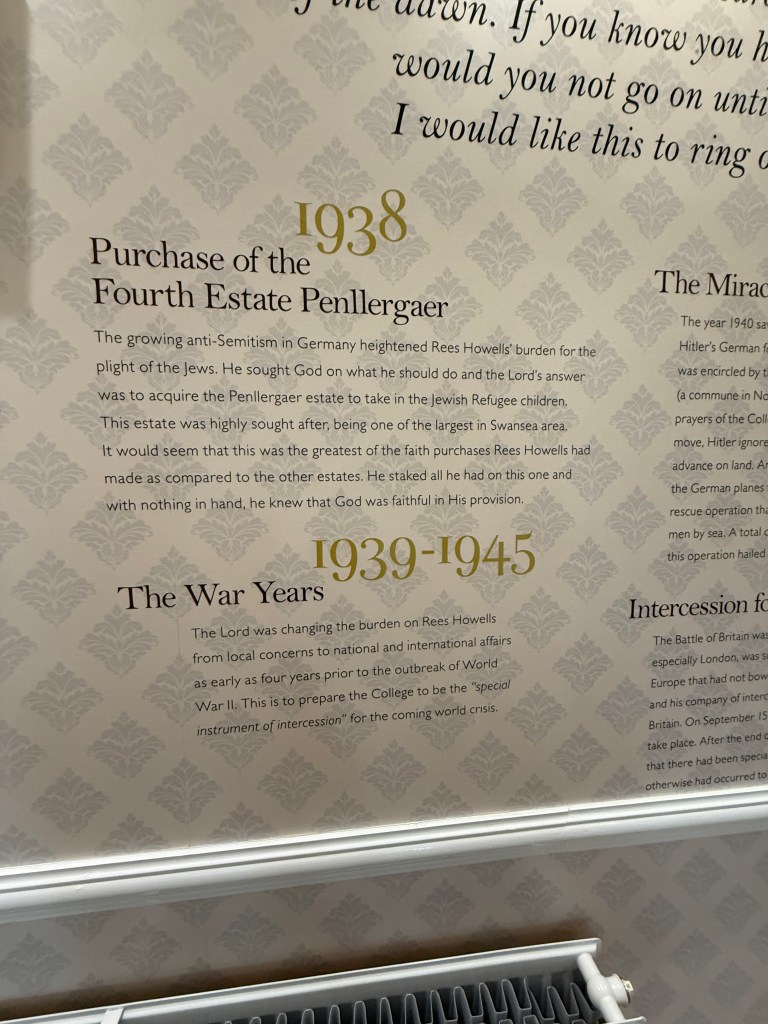 the dawn. If you know you h
would you not go on unti
I would like this to ring o
1938
Purchase of the
Fourth Estate Penllergaer
The growing anti-Semitism in Germany heightened Rees Howells' burden for the
plight of the Jews. He sought God on what he should do and the Lord's answer
was to acquire the Penllergaer estate to take in the Jewish Refugee children.
This estate was highly sought after, being one of the largest in Swansea area.
It would seem that this was the greatest of the faith purchases Rees Howells had
made as compared to the other estates. He staked all he had on this one and
with nothing in hand, he knew that God was faithful in His provision.
1939-1945
The War Years
The Lord was changing the burden on Rees Howells
from local concerns to national and international affairs
as early as four years prior to the outbreak of World
War II. This is to prepare the College to be the "special
instrument of intercession" for the coming world crisis.
The Mirac
The year 1940 sa
Hitler's German f
was encircled by t
(a commune in No
prayers of the Coll
move, Hitler ignore
advance on land. A
the German planes
rescue operation tha
men by sea. A total o
this operation hailed
Intercession fo
The Battle of Britain was
especially London, was s
Europe that had not bow
and his company of interc
Britain. On September 15
take place. After the end o
that there had been specia
otherwise had occurred to